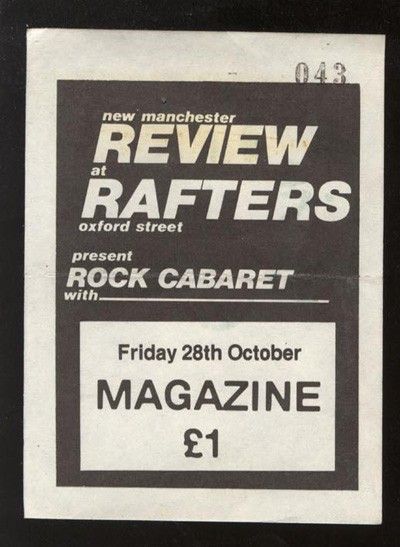 043
new manchester
REVIEW
at
RAFTERS
oxford street
present
ROCK CABARET
with
Friday 28th October
MAGAZINE
£1